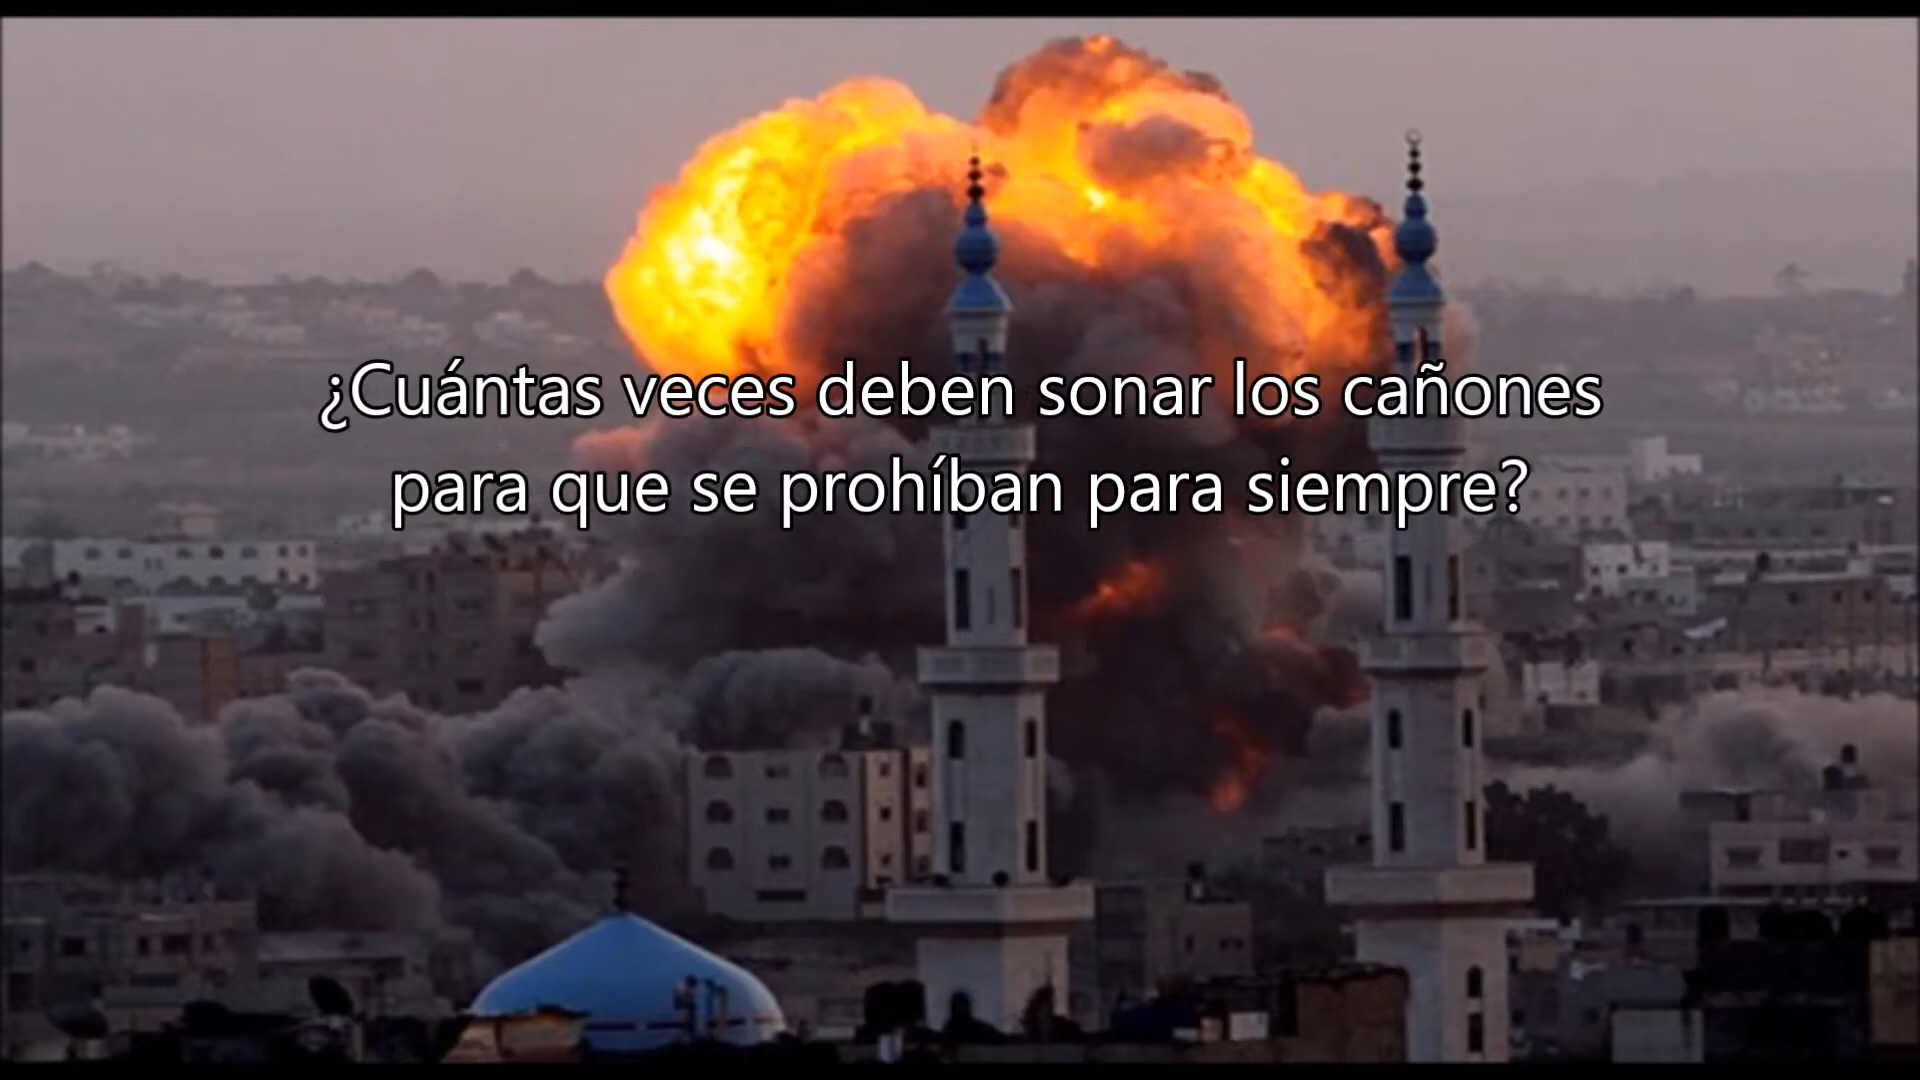 ¿Cuántas veces deben sonar los cañones
para que se prohíban para siempre?